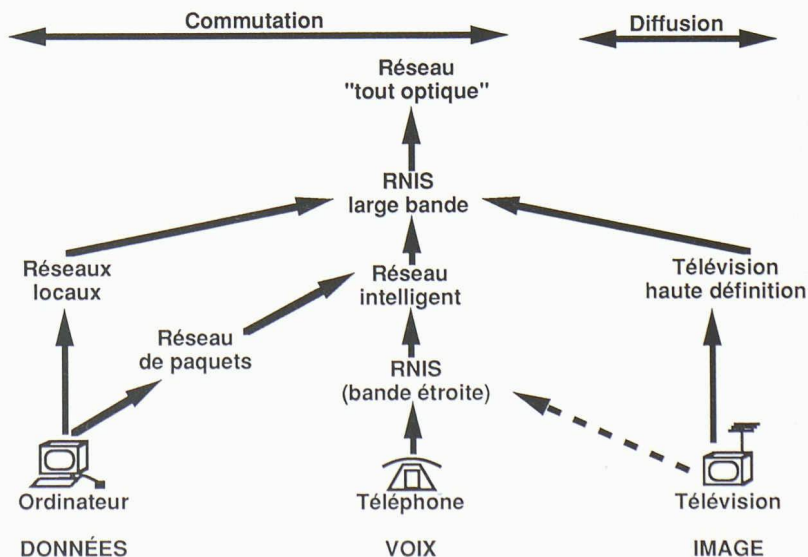 Commutation
Diffusion
Réseau
"tout optique"
RNIS
large bande
Réseaux
locaux
Réseau
intelligent
Télévision
haute définition
Réseau
de paquets
RNIS
(bande étroite)
Ordinateur
Téléphone
Télévision
DONNÉES
VOIX
IMAGE